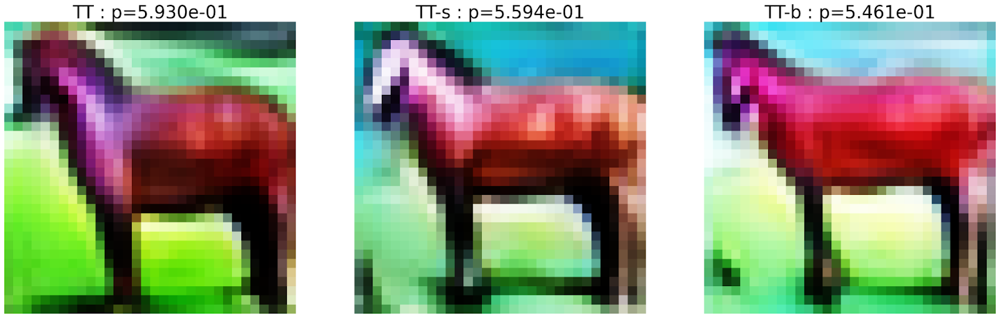 TT : p=5.930e-01
TT-s : p=5.594e-01
TT-b : p=5.461e-01